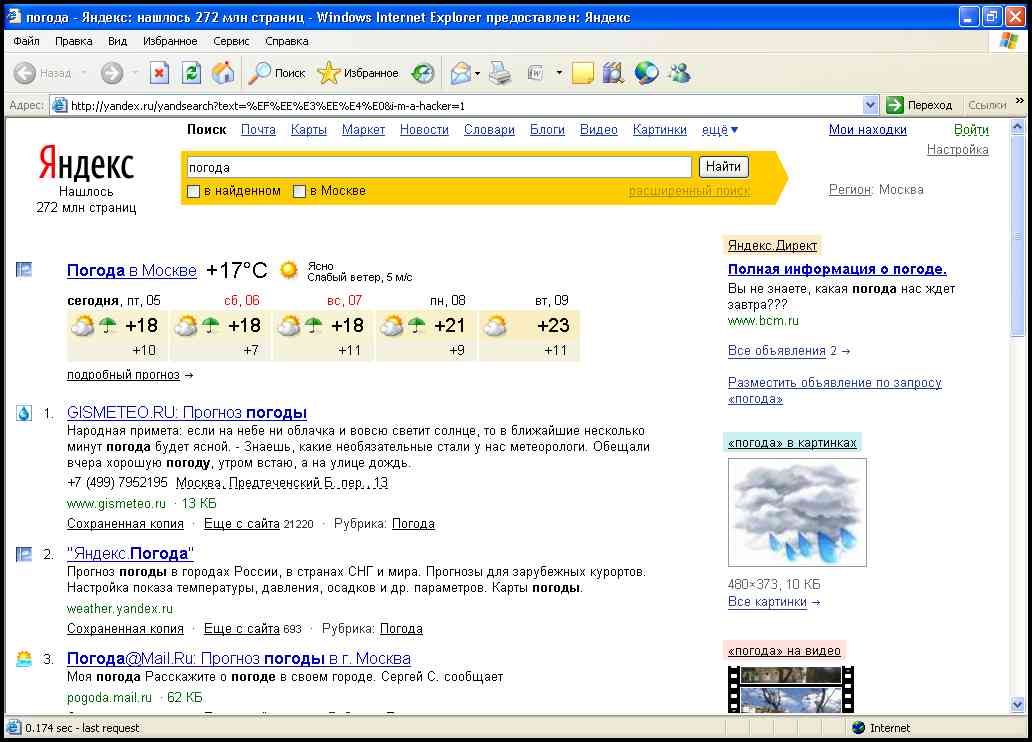 погода - Яндекс: нашлось 272 млн страниц - Windows Internet Explorer предоставлен: Яндекс
Файл Правка Вид Избранное Сервис Справка
Назад Поиск Избранное
Адрес: http://yandex.ru/yandsearch?text=%EF%EE%E3%EE%E4%E0&i-m-a-hacker=1 Переход Ссылки »
Поиск Почта Карты Маркет Новости Словари Блоги Видео Картинки ещё ▼ Мои находки Войти
Настройка
Яндекс
Нашлось
272 млн страниц
погода Найти
в найденном в Москве расширенный поиск
Регион: Москва
Погода в Москве +17°C Ясно
Слабый ветер, 5 м/с
сегодня, пт, 05 сб, 06 вс, 07 пн, 08 вт, 09
+18 +18 +18 +21 +23
+10 +7 +11 +9 +11
подробный прогноз →
1. GISMETEO.RU: Прогноз погоды
Народная примета: если на небе ни облачка и вовсю светит солнце, то в ближайшие несколько
минут погода будет ясной. - Знаешь, какие необязательные стали у нас метеорологи. Обещали
вчера хорошую погоду, утром встаю, а на улице дождь.
+7 (499) 7952195 Москва, Предтеченский Б. пер., 13
www.gismeteo.ru · 13 КБ
Сохраненная копия · Еще с сайта 21220 · Рубрика: Погода
2. "Яндекс.Погода"
Прогноз погоды в городах России, в странах СНГ и мира. Прогнозы для зарубежных курортов.
Настройка показа температуры, давления, осадков и др. параметров. Карты погоды.
weather.yandex.ru
Сохраненная копия · Еще с сайта 693 · Рубрика: Погода
3. Погода@Mail.Ru: Прогноз погоды в г. Москва
Моя погода Расскажите о погоде в своем городе. Сергей С. сообщает
pogoda.mail.ru · 62 КБ
Яндекс.Директ
Полная информация о погоде.
Вы не знаете, какая погода нас ждет
завтра???
www.bcm.ru
Все объявления 2 →
Разместить объявление по запросу
«погода»
«погода» в картинках
480×373, 10 КБ
Все картинки →
«погода» на видео
0.174 sec - last request Internet